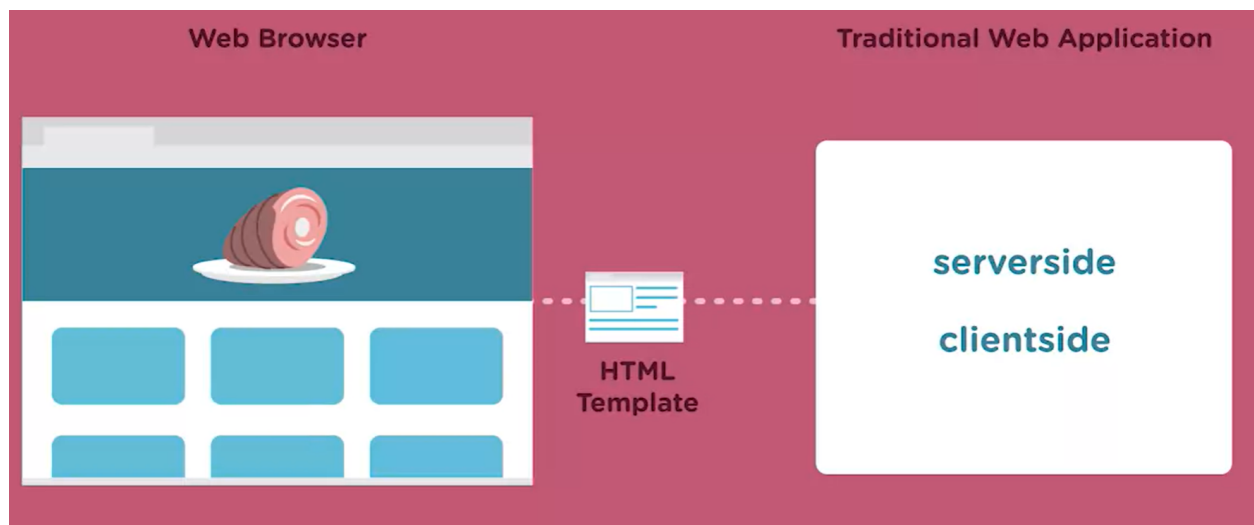 Web Browser
Traditional Web Application
serverside
clientside
HTML
Template